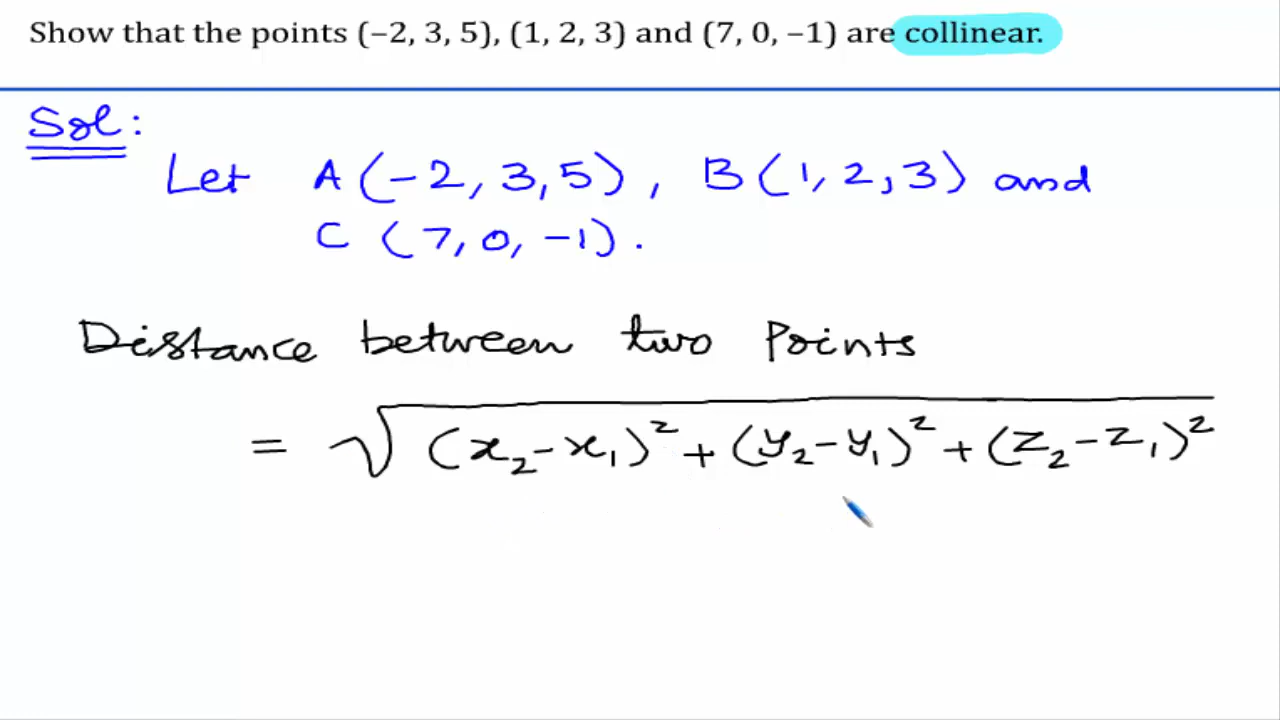 Show that the points (−2, 3, 5), (1, 2, 3) and (7, 0, −1) are collinear.
Sol:
Let A (−2, 3, 5), B (1, 2, 3) and
C (7, 0, −1).
Distance between two Points
= √((x₂−x₁)² + (y₂−y₁)² + (z₂−z₁)²)